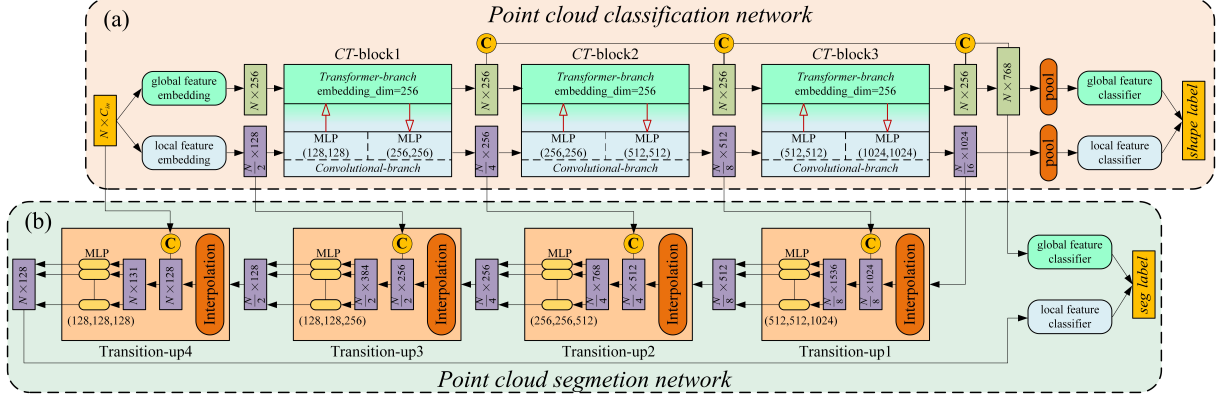 (a)
Point cloud classification network
CT-block1
CT-block2
CT-block3
C
C
C
N × C_in
global feature
embedding
local feature
embedding
N × 256
N/2 × 128
Transformer-branch
embedding_dim=256
MLP
(128,128)
MLP
(256,256)
Convolutional-branch
N × 256
N/4 × 256
Transformer-branch
embedding_dim=256
MLP
(256,256)
MLP
(512,512)
Convolutional-branch
N × 256
N/8 × 512
Transformer-branch
embedding_dim=256
MLP
(512,512)
MLP
(1024,1024)
Convolutional-branch
N × 256
N/16 × 1024
N × 768
pool
pool
global feature
classifier
local feature
classifier
shape label
(b)
N × 128
MLP
(128,128,128)
N × 131
N × 128
C
Interpolation
Transition-up4
N/2 × 128
MLP
(128,128,256)
N/2 × 384
N/2 × 256
C
Interpolation
Transition-up3
N/4 × 256
MLP
(256,256,512)
N/4 × 768
N/4 × 512
C
Interpolation
Transition-up2
N/8 × 512
MLP
(512,512,1024)
N/8 × 1536
N/8 × 1024
C
Interpolation
Transition-up1
global feature
classifier
local feature
classifier
seg label
Point cloud segmetion network